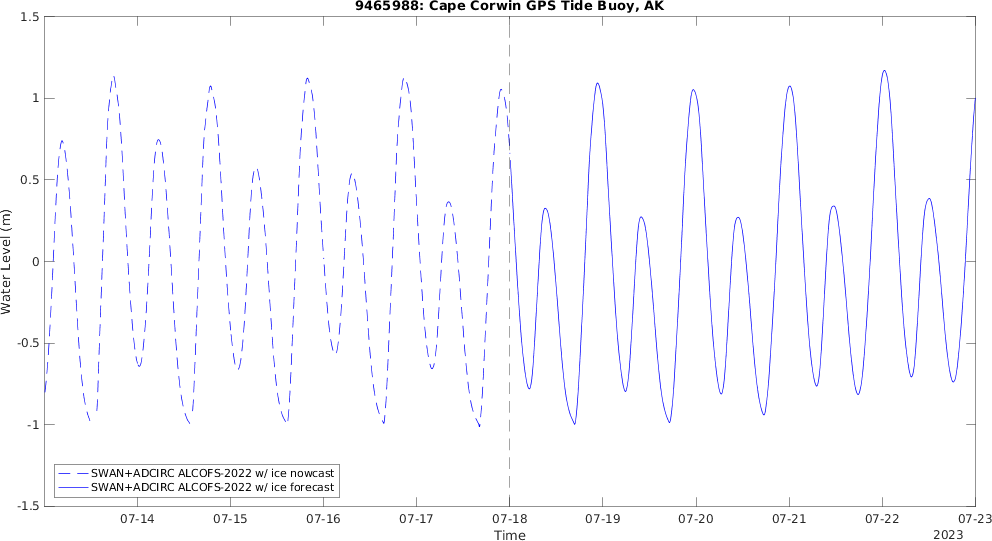 9465988: Cape Corwin GPS Tide Buoy, AK
1.5
1
0.5
0
-0.5
-1
-1.5
Water Level (m)
SWAN+ADCIRC ALCOFS-2022 w/ ice nowcast
SWAN+ADCIRC ALCOFS-2022 w/ ice forecast
07-14 07-15 07-16 07-17 07-18 07-19 07-20 07-21 07-22 07-23
Time
2023